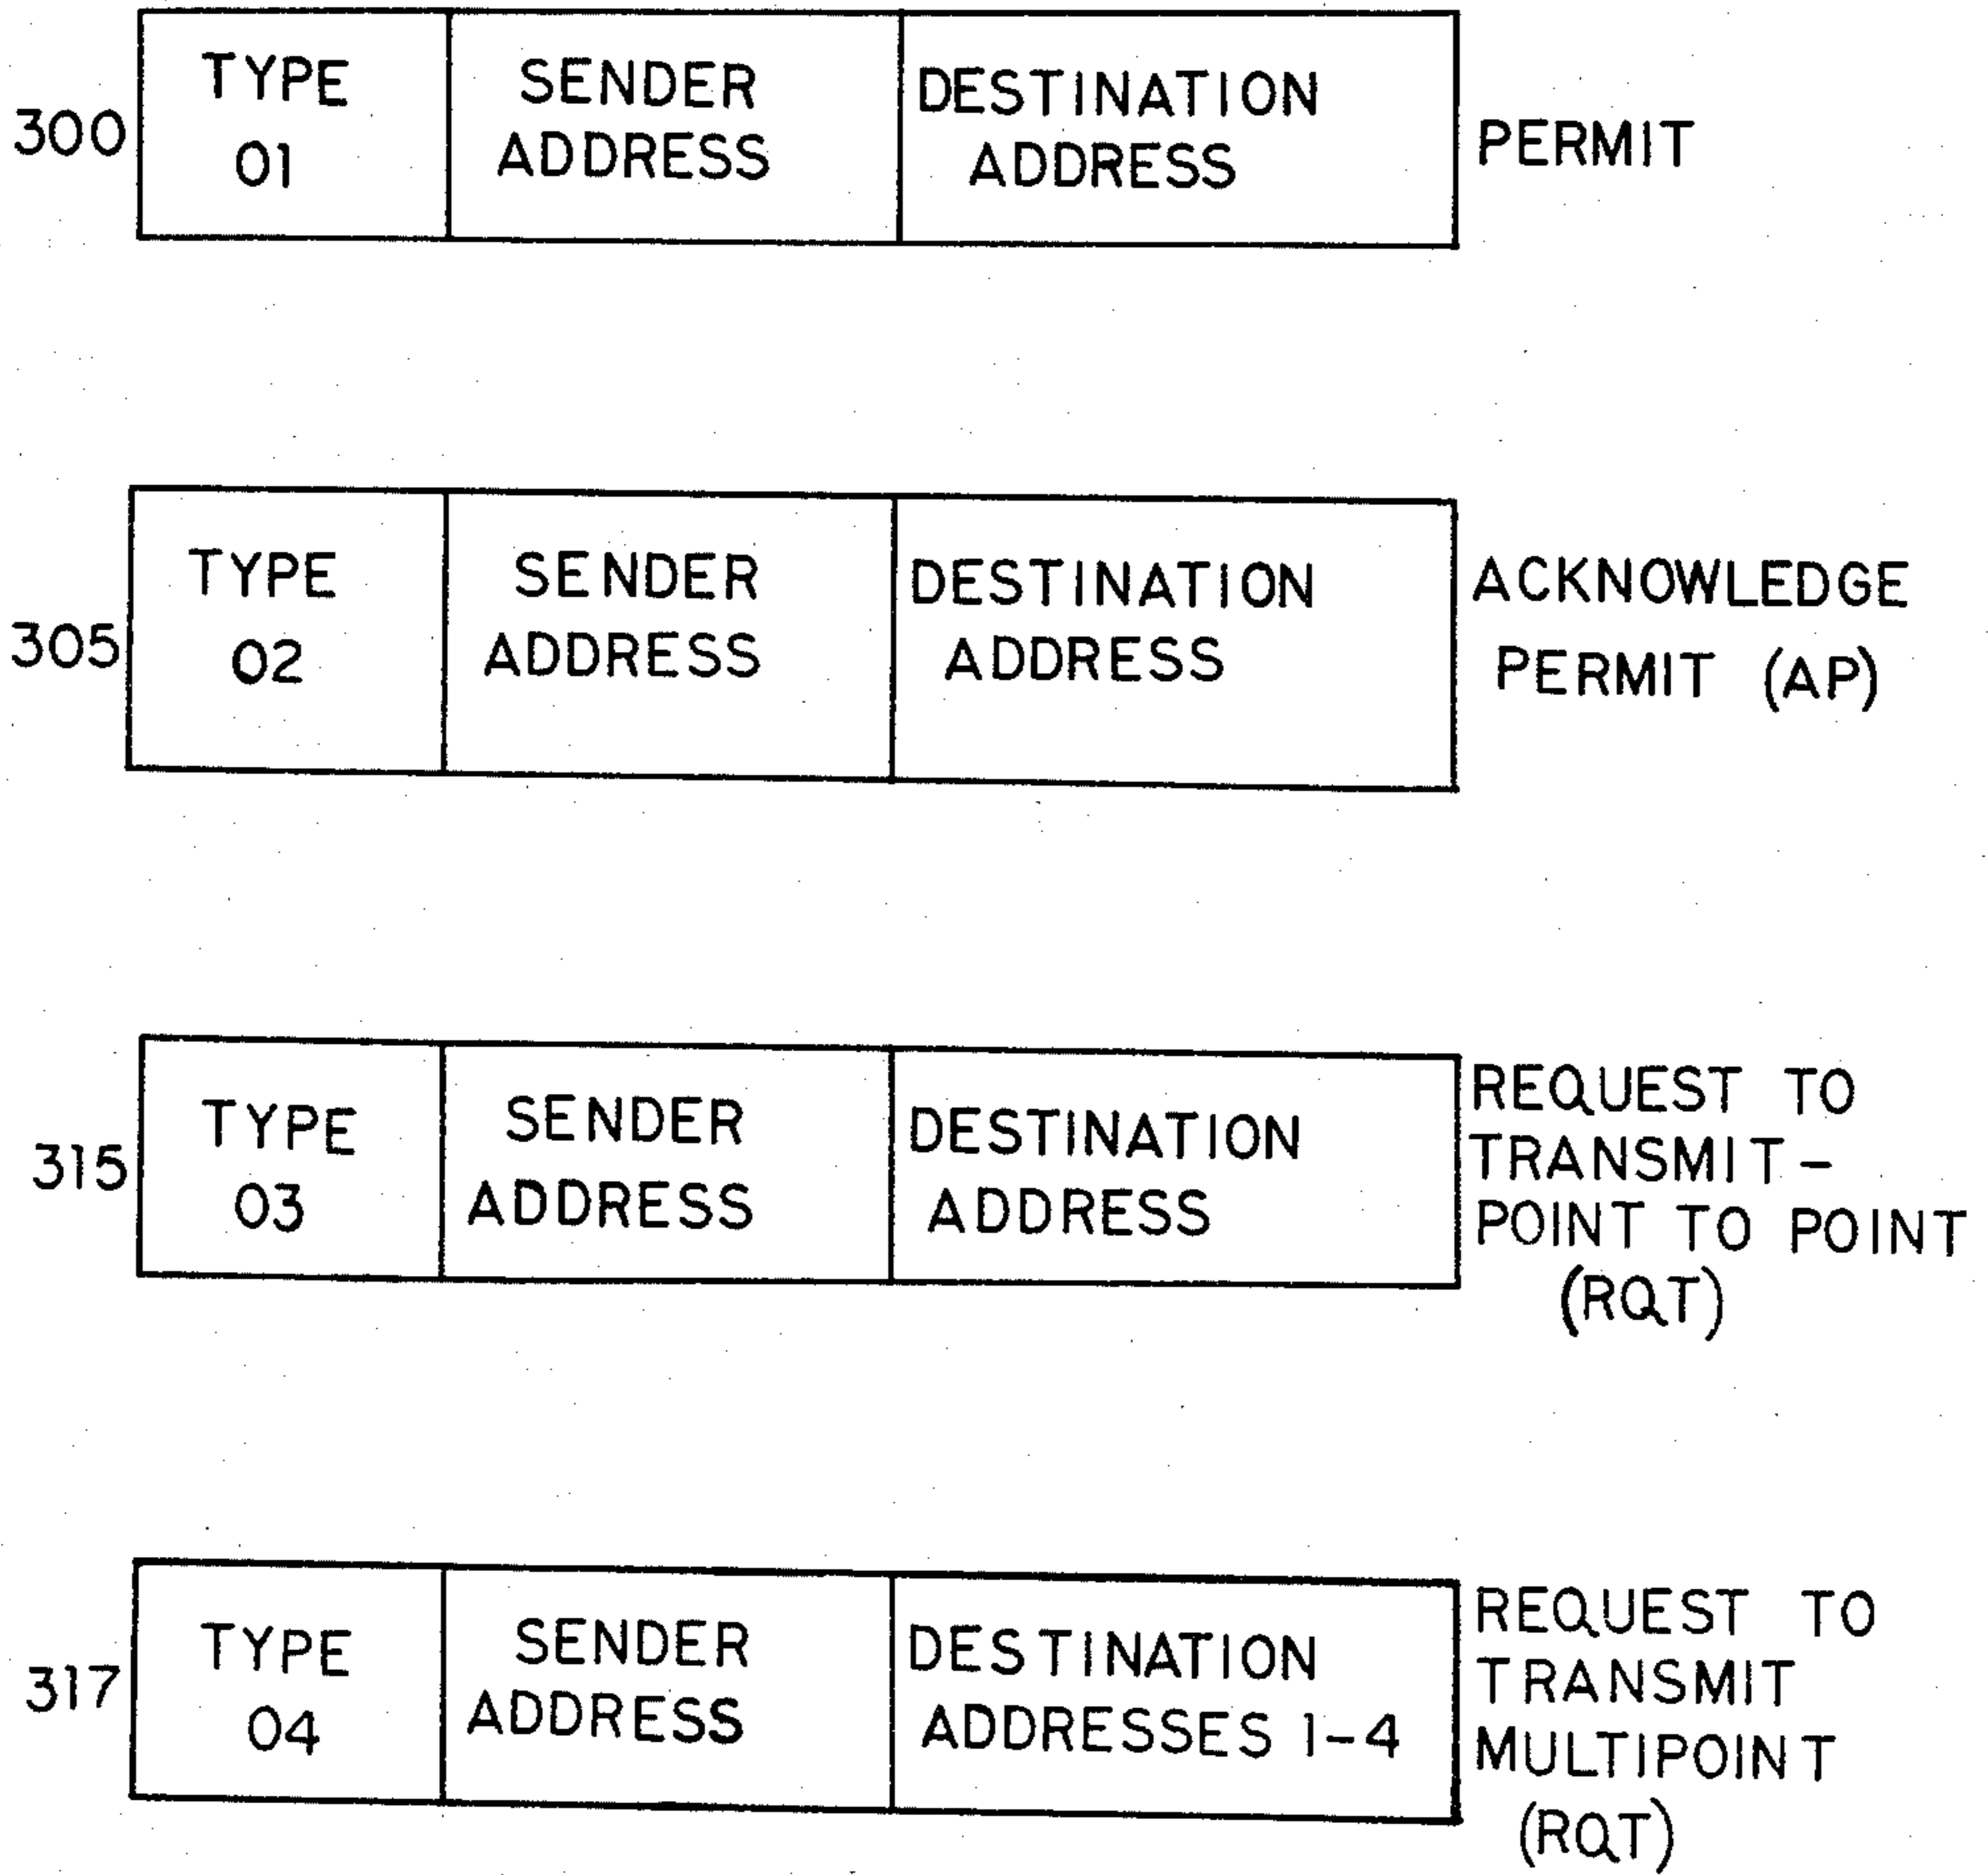 300
TYPE
01
SENDER
ADDRESS
DESTINATION
ADDRESS
PERMIT
305
TYPE
02
SENDER
ADDRESS
DESTINATION
ADDRESS
ACKNOWLEDGE
PERMIT (AP)
315
TYPE
03
SENDER
ADDRESS
DESTINATION
ADDRESS
REQUEST TO
TRANSMIT-
POINT TO POINT
(RQT)
317
TYPE
04
SENDER
ADDRESS
DESTINATION
ADDRESSES 1-4
REQUEST TO
TRANSMIT
MULTIPOINT
(RQT)